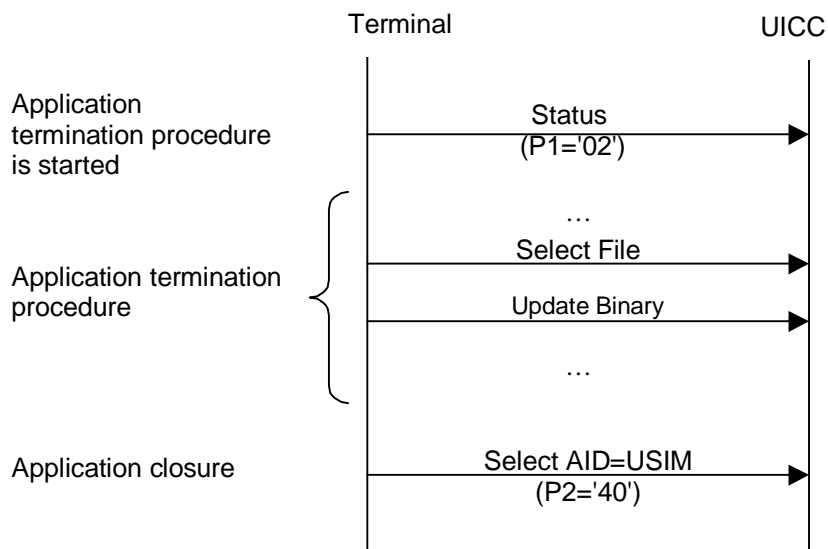 Terminal
UICC
Application
termination procedure
is started
Status
(P1='02')
…
Select File
Application termination
procedure
Update Binary
…
Application closure
Select AID=USIM
(P2='40')